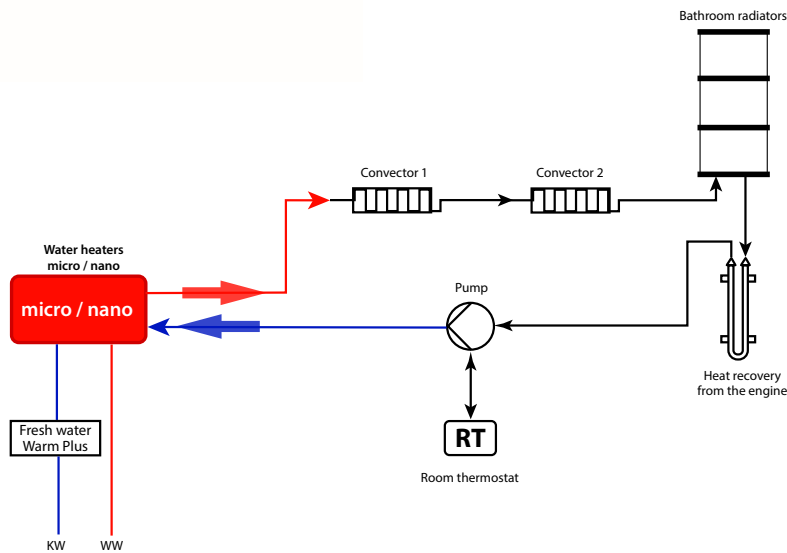 Bathroom radiators
Convector 1
Convector 2
Water heaters
micro / nano
micro / nano
Pump
Heat recovery
from the engine
Fresh water
Warm Plus
RT
Room thermostat
KW
WW